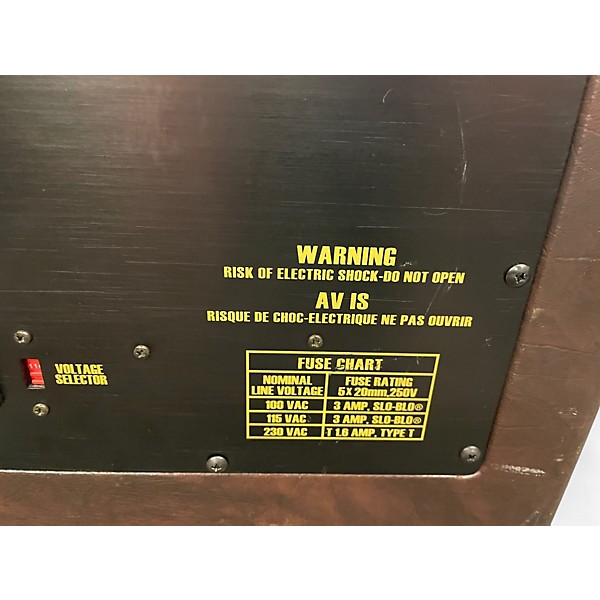 WARNING
RISK OF ELECTRIC SHOCK-DO NOT OPEN
AV IS
RISQUE DE CHOC-ELECTRIQUE NE PAS OUVRIR
VOLTAGE
SELECTOR
FUSE CHART
NOMINAL LINE VOLTAGE FUSE RATING 5X20mm,250V
100 VAC 3 AMP, SLO-BLO®
115 VAC 3 AMP, SLO-BLO®
230 VAC T 1.6 AMP, TYPE T